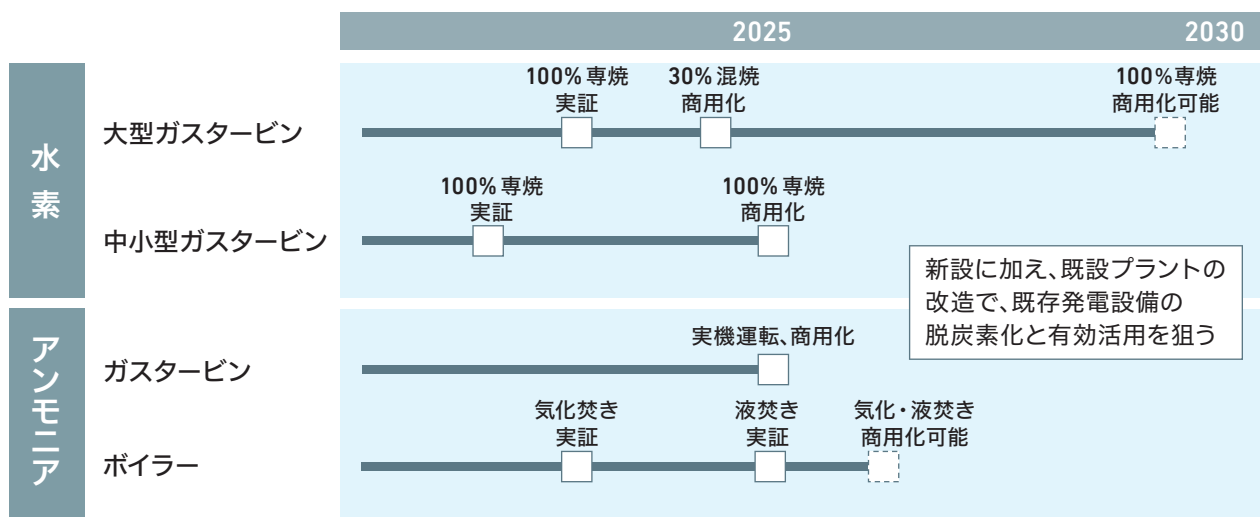 2025
2030
水素
大型ガスタービン
100%専焼
実証
30%混焼
商用化
100%専焼
商用化可能
中小型ガスタービン
100%専焼
実証
100%専焼
商用化
新設に加え、既設プラントの
改造で、既存発電設備の
脱炭素化と有効活用を狙う
アンモニア
ガスタービン
実機運転、商用化
ボイラー
気化焚き
実証
液焚き
実証
気化・液焚き
商用化可能